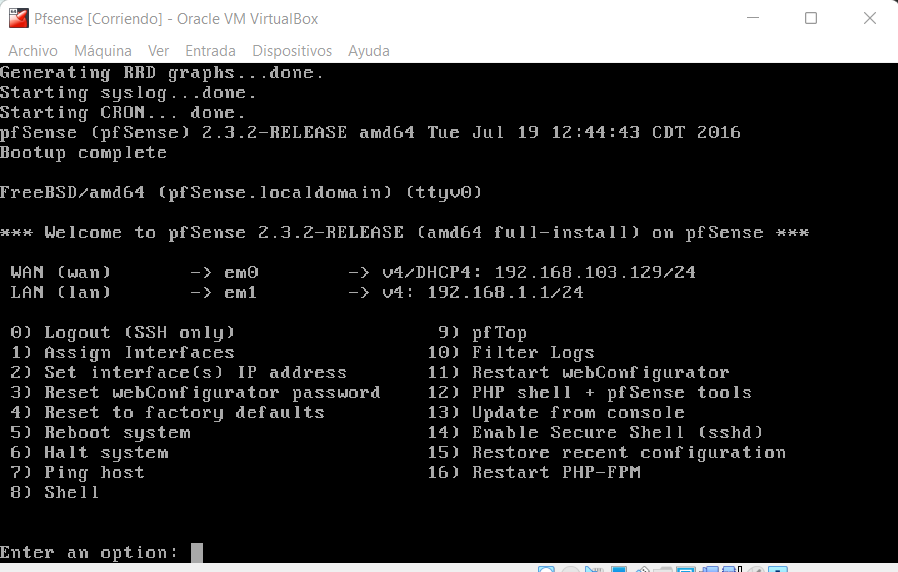 Pfsense [Corriendo] - Oracle VM VirtualBox
Archivo Máquina Ver Entrada Dispositivos Ayuda
Generating RRD graphs...done.
Starting syslog...done.
Starting CRON... done.
pfSense (pfSense) 2.3.2-RELEASE amd64 Tue Jul 19 12:44:43 CDT 2016
Bootup complete
FreeBSD/amd64 (pfSense.localdomain) (ttyv0)
*** Welcome to pfSense 2.3.2-RELEASE (amd64 full-install) on pfSense ***
WAN (wan) -> em0 -> v4/DHCP4: 192.168.103.129/24
LAN (lan) -> em1 -> v4: 192.168.1.1/24
0) Logout (SSH only) 9) pfTop
1) Assign Interfaces 10) Filter Logs
2) Set interface(s) IP address 11) Restart webConfigurator
3) Reset webConfigurator password 12) PHP shell + pfSense tools
4) Reset to factory defaults 13) Update from console
5) Reboot system 14) Enable Secure Shell (sshd)
6) Halt system 15) Restore recent configuration
7) Ping host 16) Restart PHP-FPM
8) Shell
Enter an option: